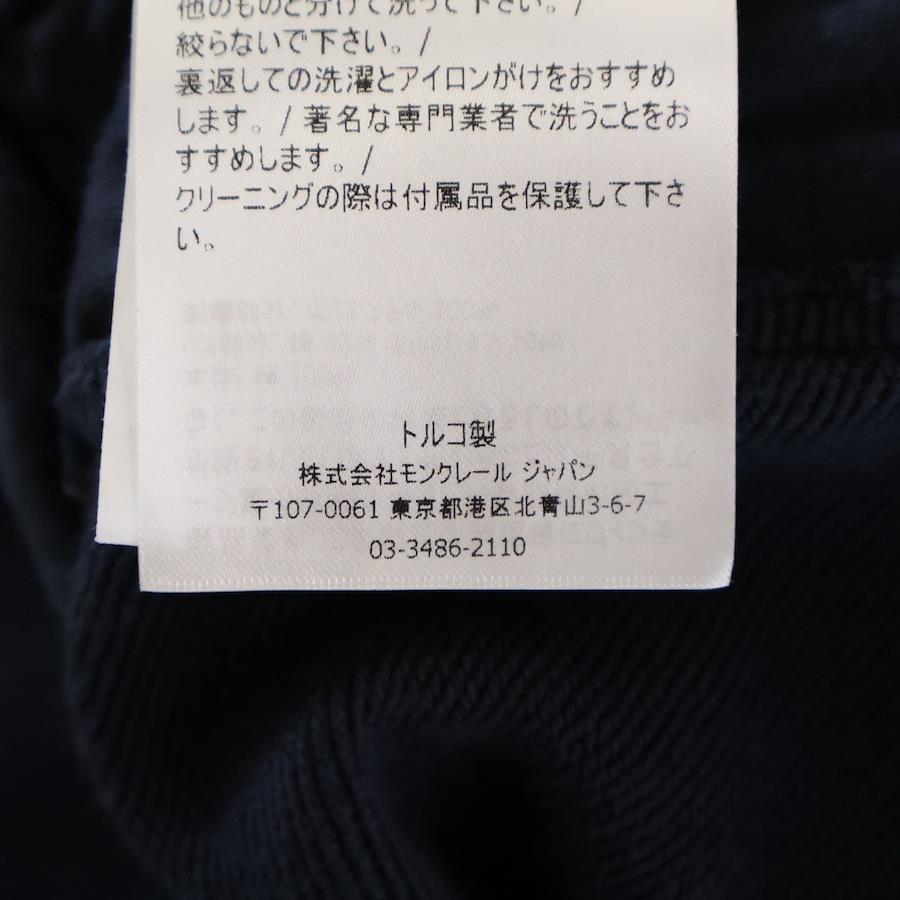 他のものと分けて洗って下さい。/
絞らないで下さい。/
裏返しての洗濯とアイロンがけをおすすめ
します。/ 著名な専門業者で洗うことをお
すすめします。/
クリーニングの際は付属品を保護して下さ
い。
トルコ製
株式会社モンクレール ジャパン
〒107-0061 東京都港区北青山3-6-7
03-3486-2110